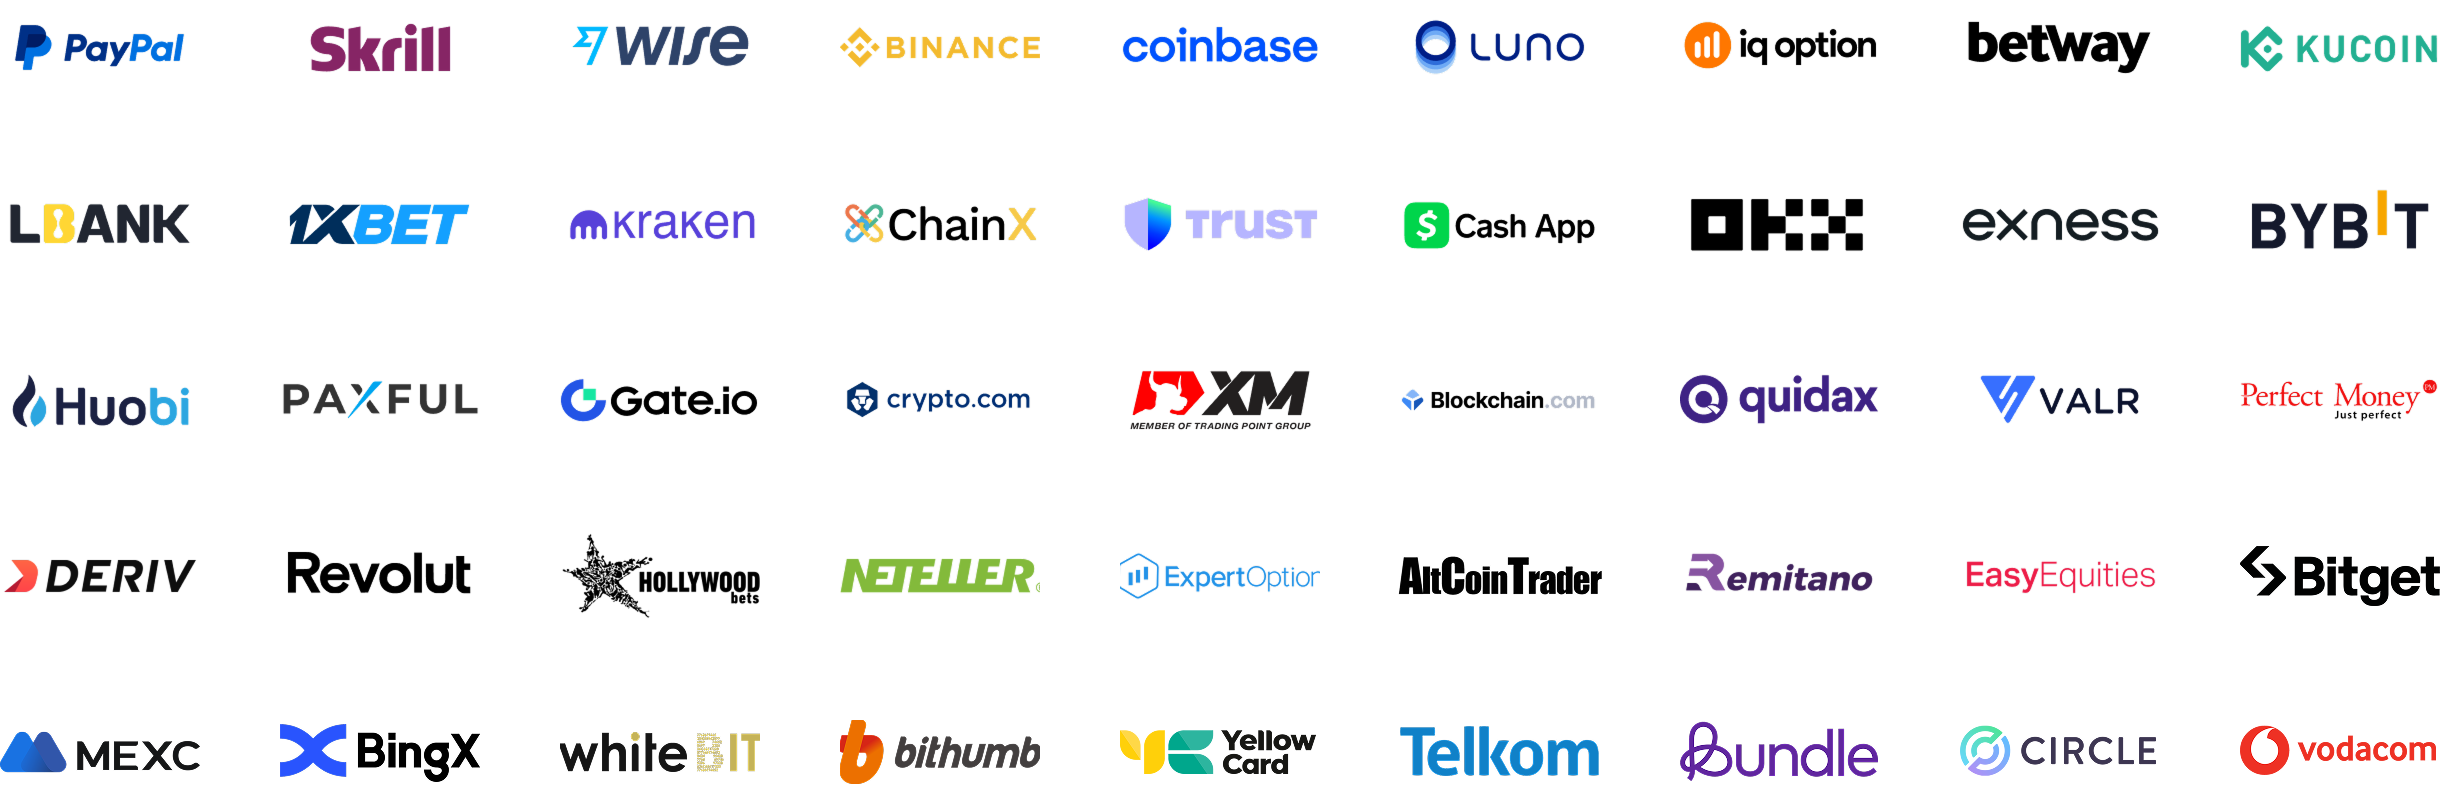 PayPal
Skrill
WISe
BINANCE
coinbase
LUNO
iq option
betway
KUCOIN
LBANK
1XBET
kraken
ChainX
TRUST
$
Cash App
OKX
exness
BYBIT
Huobi
PAXFUL
Gate.io
crypto.com
XM
MEMBER OF TRADING POINT GROUP
Blockchain.com
quidax
VALR
Perfect Money PM
Just perfect
DERIV
Revolut
HOLLYWOOD
bets
NETELLER
ExpertOption
AltCoinTrader
Remitano
EasyEquities
Bitget
MEXC
BingX
whiteBIT
bithumb
Yellow
Card
Telkom
Bundle
CIRCLE
vodacom